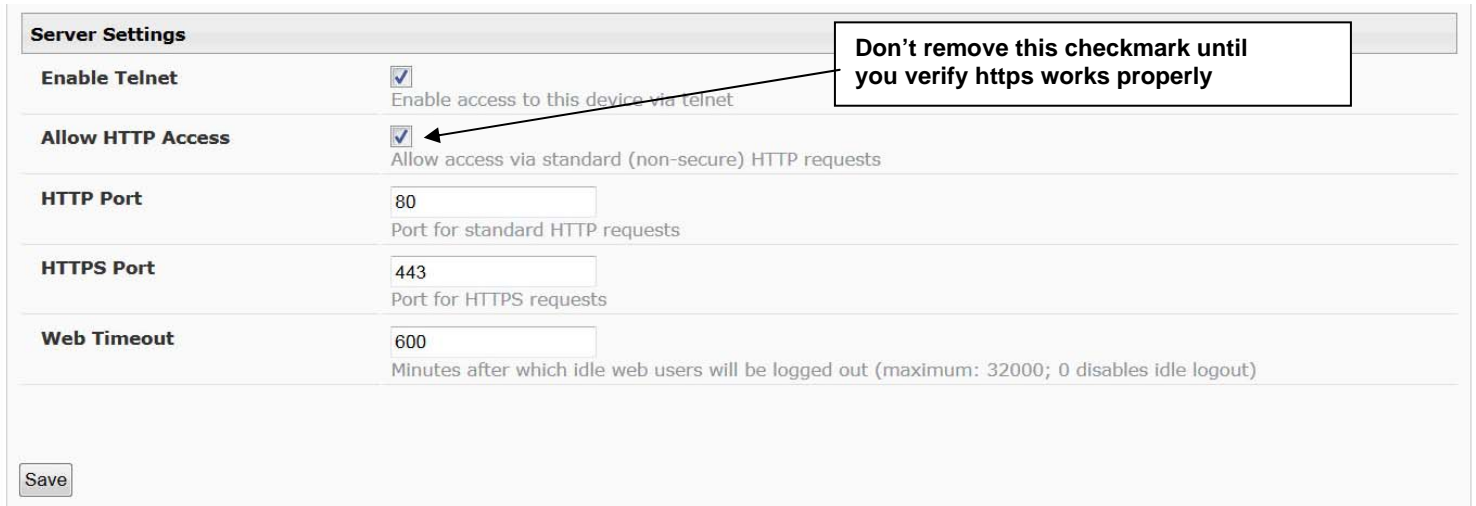 Server Settings
Don’t remove this checkmark until
you verify https works properly
Enable Telnet
Enable access to this device via telnet
Allow HTTP Access
Allow access via standard (non-secure) HTTP requests
HTTP Port
80
Port for standard HTTP requests
HTTPS Port
443
Port for HTTPS requests
Web Timeout
600
Minutes after which idle web users will be logged out (maximum: 32000; 0 disables idle logout)
Save